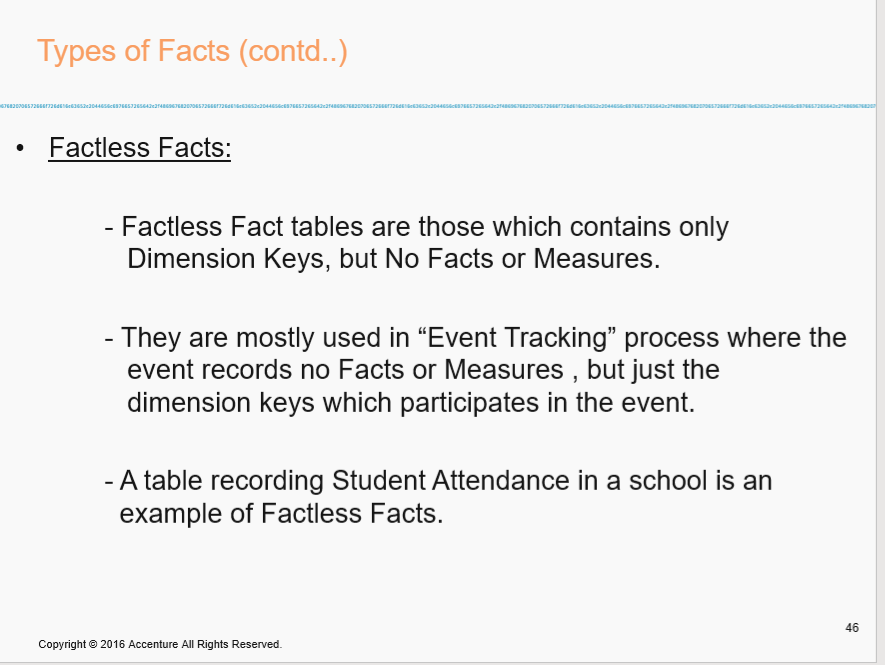 Types of Facts (contd..)
• Factless Facts:
- Factless Fact tables are those which contains only
Dimension Keys, but No Facts or Measures.
- They are mostly used in “Event Tracking” process where the
event records no Facts or Measures , but just the
dimension keys which participates in the event.
- A table recording Student Attendance in a school is an
example of Factless Facts.
46
Copyright © 2016 Accenture All Rights Reserved.